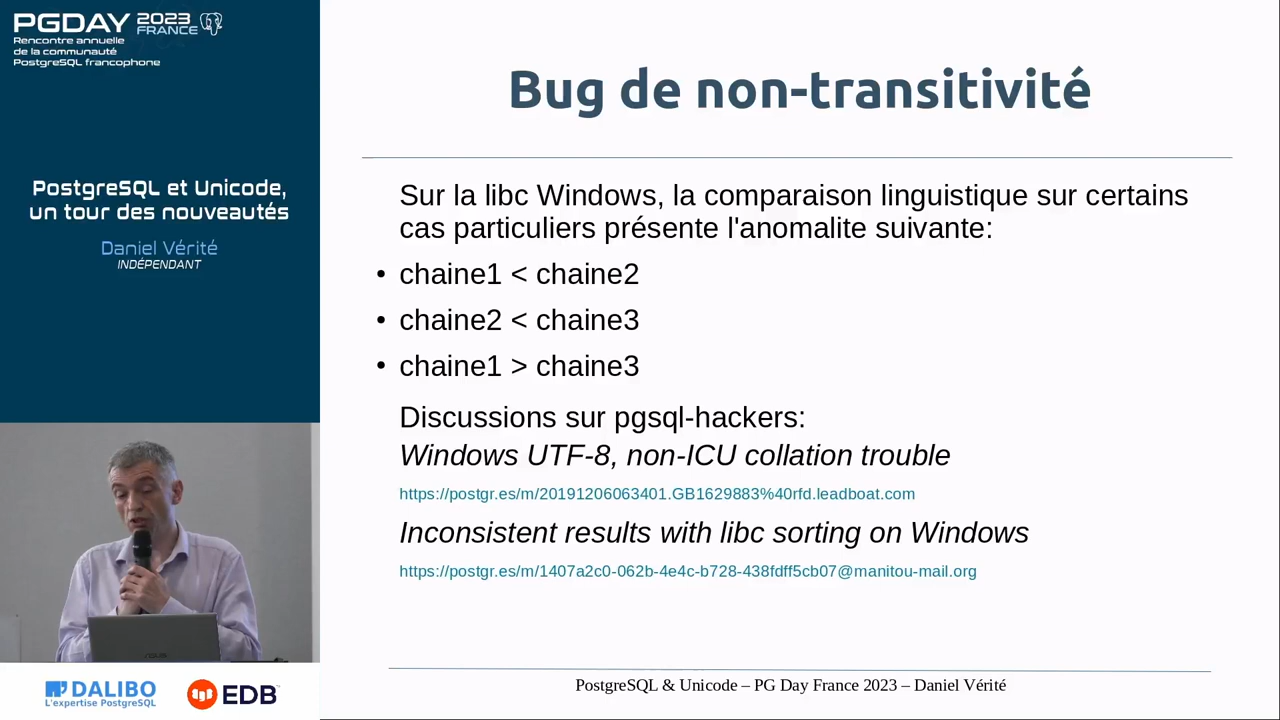 PGDAY 2023 FRANCE
Rencontre annuelle
de la communauté
PostgreSQL francophone
PostgreSQL et Unicode,
un tour des nouveautés
Daniel Vérité
INDÉPENDANT
DALIBO
L'expertise PostgreSQL
EDB
Bug de non-transitivité
Sur la libc Windows, la comparaison linguistique sur certains
cas particuliers présente l'anomalite suivante:
• chaine1 < chaine2
• chaine2 < chaine3
• chaine1 > chaine3
Discussions sur pgsql-hackers:
Windows UTF-8, non-ICU collation trouble
https://postgr.es/m/20191206063401.GB1629883%40rfd.leadboat.com
Inconsistent results with libc sorting on Windows
https://postgr.es/m/1407a2c0-062b-4e4c-b728-438fdff5cb07@manitou-mail.org
PostgreSQL & Unicode – PG Day France 2023 – Daniel Vérité